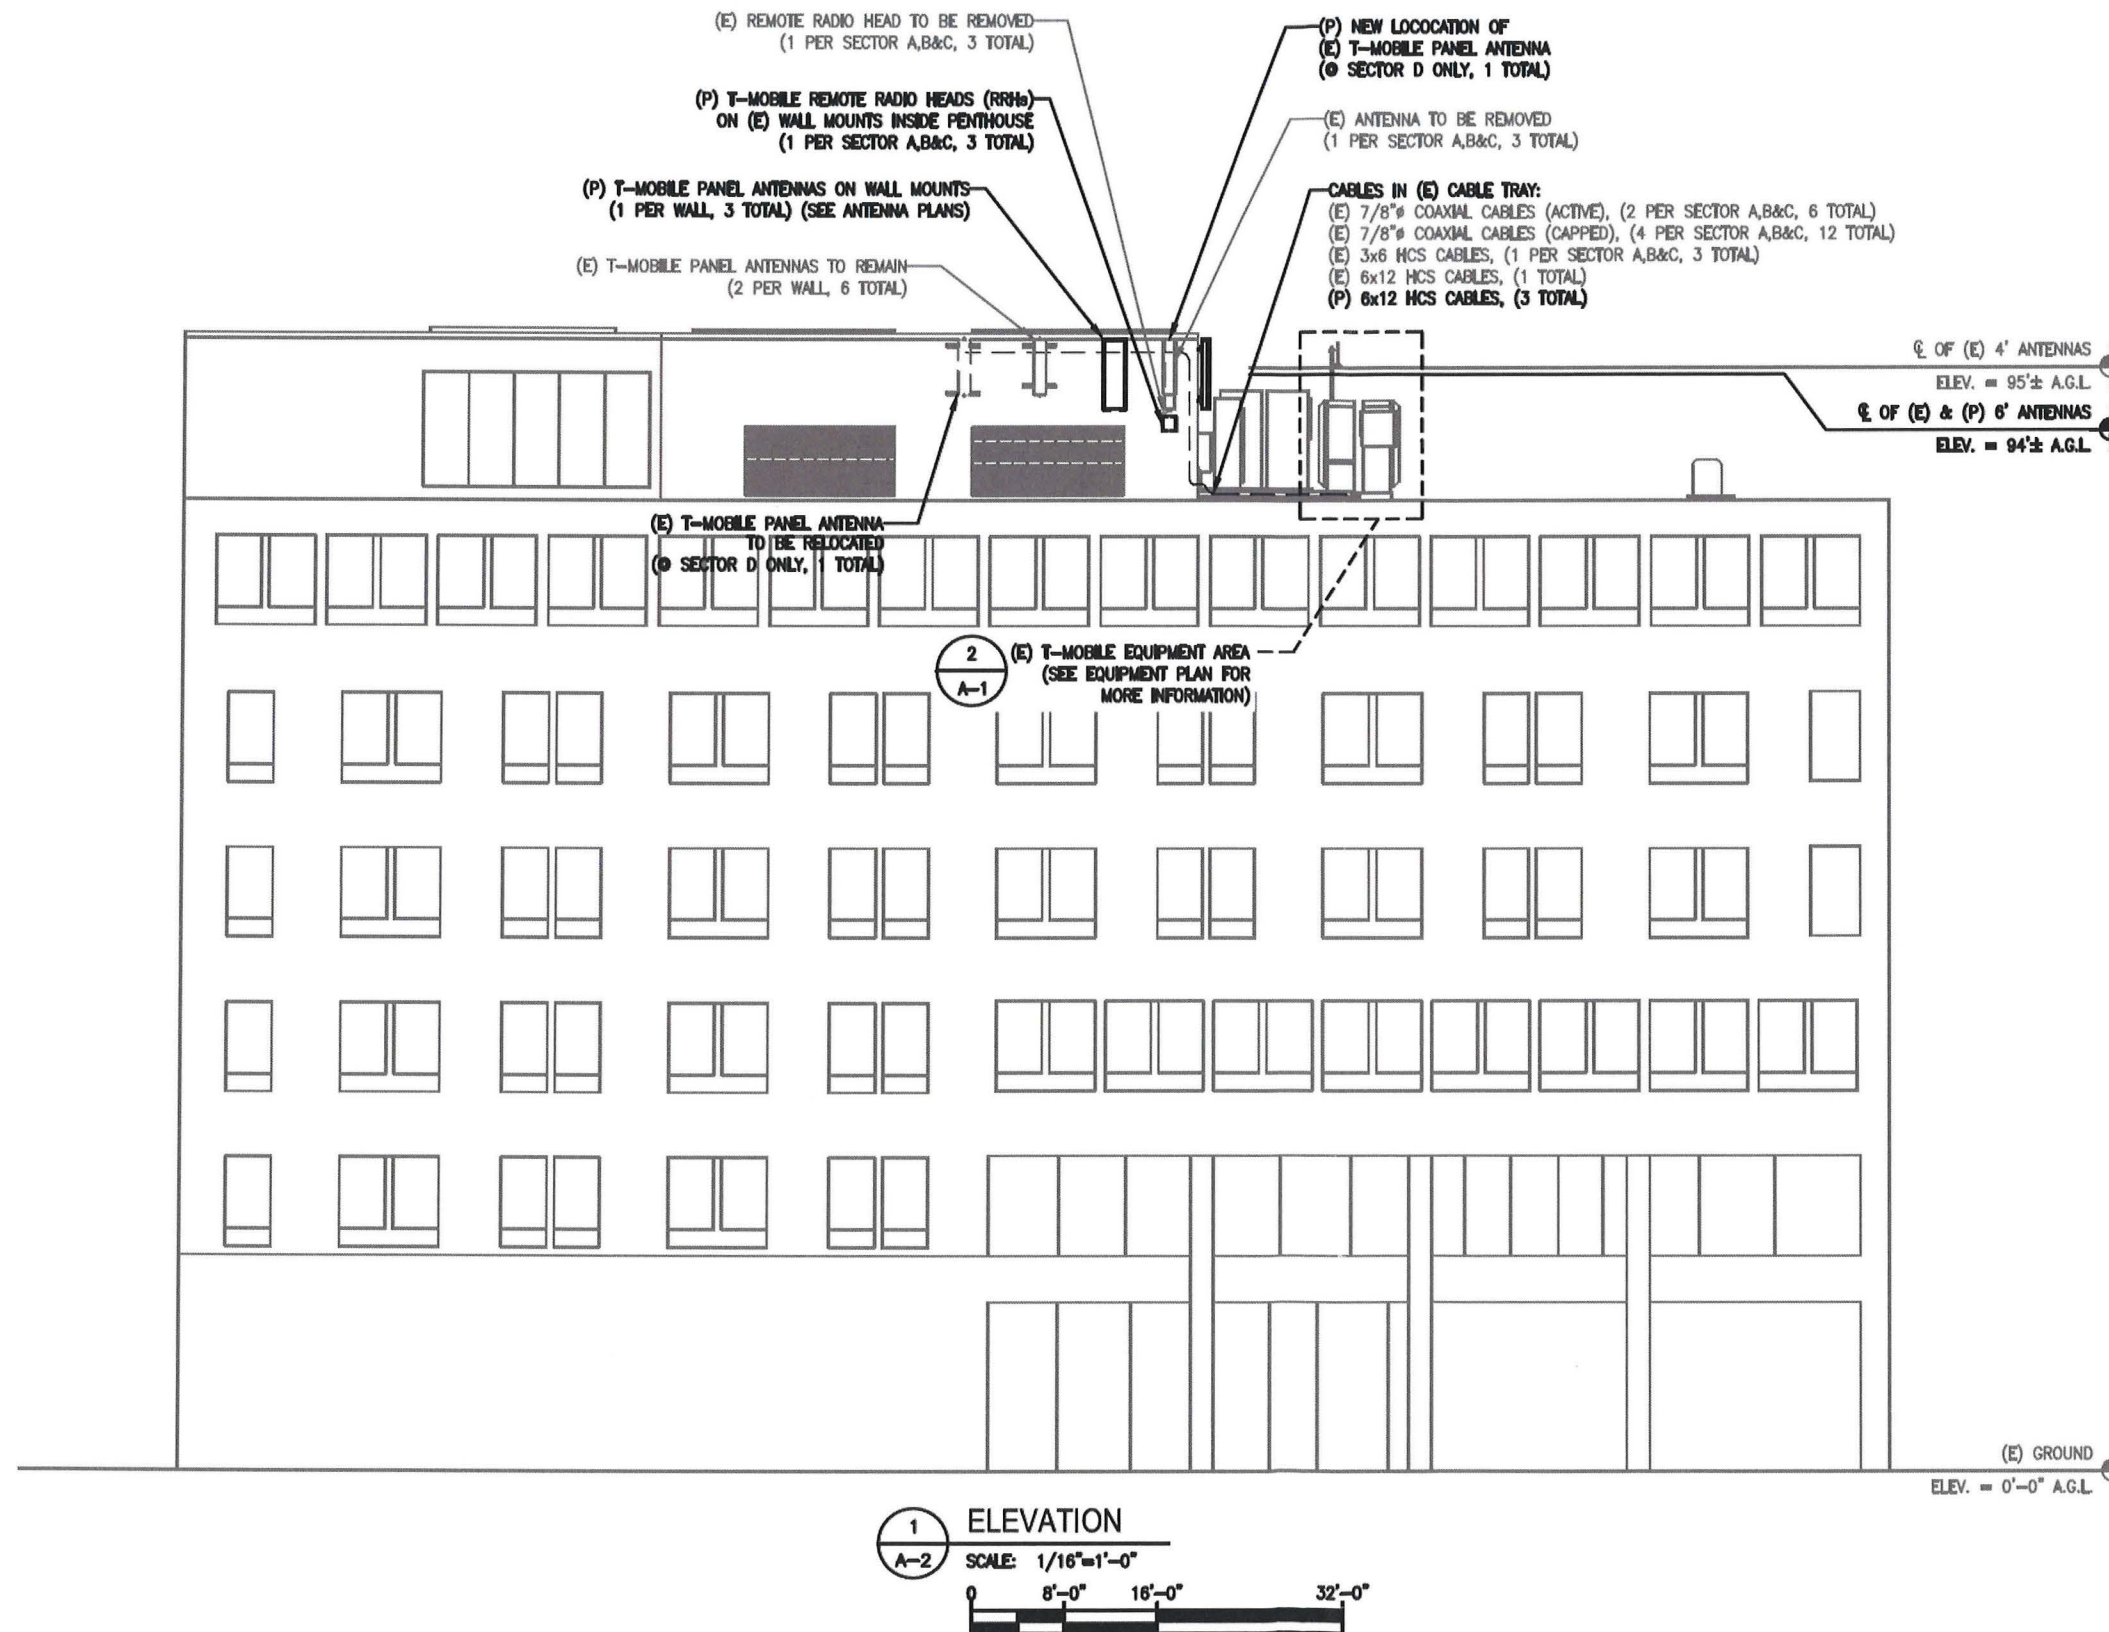 (E) REMOTE RADIO HEAD TO BE REMOVED
(1 PER SECTOR A,B&C, 3 TOTAL)
(P) T-MOBILE REMOTE RADIO HEADS (RRHs)
ON (E) WALL MOUNTS INSIDE PENTHOUSE
(1 PER SECTOR A,B&C, 3 TOTAL)
(P) T-MOBILE PANEL ANTENNAS ON WALL MOUNTS
(1 PER WALL, 3 TOTAL) (SEE ANTENNA PLANS)
(E) T-MOBILE PANEL ANTENNAS TO REMAIN
(2 PER WALL, 6 TOTAL)
(P) NEW LOCOCATION OF
(E) T-MOBILE PANEL ANTENNA
(@ SECTOR D ONLY, 1 TOTAL)
(E) ANTENNA TO BE REMOVED
(1 PER SECTOR A,B&C, 3 TOTAL)
CABLES IN (E) CABLE TRAY:
(E) 7/8"ø COAXIAL CABLES (ACTIVE), (2 PER SECTOR A,B&C, 6 TOTAL)
(E) 7/8"ø COAXIAL CABLES (CAPPED), (4 PER SECTOR A,B&C, 12 TOTAL)
(E) 3x6 HCS CABLES, (1 PER SECTOR A,B&C, 3 TOTAL)
(E) 6x12 HCS CABLES, (1 TOTAL)
(P) 6x12 HCS CABLES, (3 TOTAL)
℄ OF (E) 4' ANTENNAS
ELEV. = 95'± A.G.L.
℄ OF (E) & (P) 6' ANTENNAS
ELEV. = 94'± A.G.L.
(E) T-MOBILE PANEL ANTENNA
TO BE RELOCATED
(@ SECTOR D ONLY, 1 TOTAL)
2
A-1
(E) T-MOBILE EQUIPMENT AREA
(SEE EQUIPMENT PLAN FOR
MORE INFORMATION)
(E) GROUND
ELEV. = 0'-0" A.G.L.
1
A-2
ELEVATION
SCALE: 1/16"=1'-0"
0 8'-0" 16'-0" 32'-0"